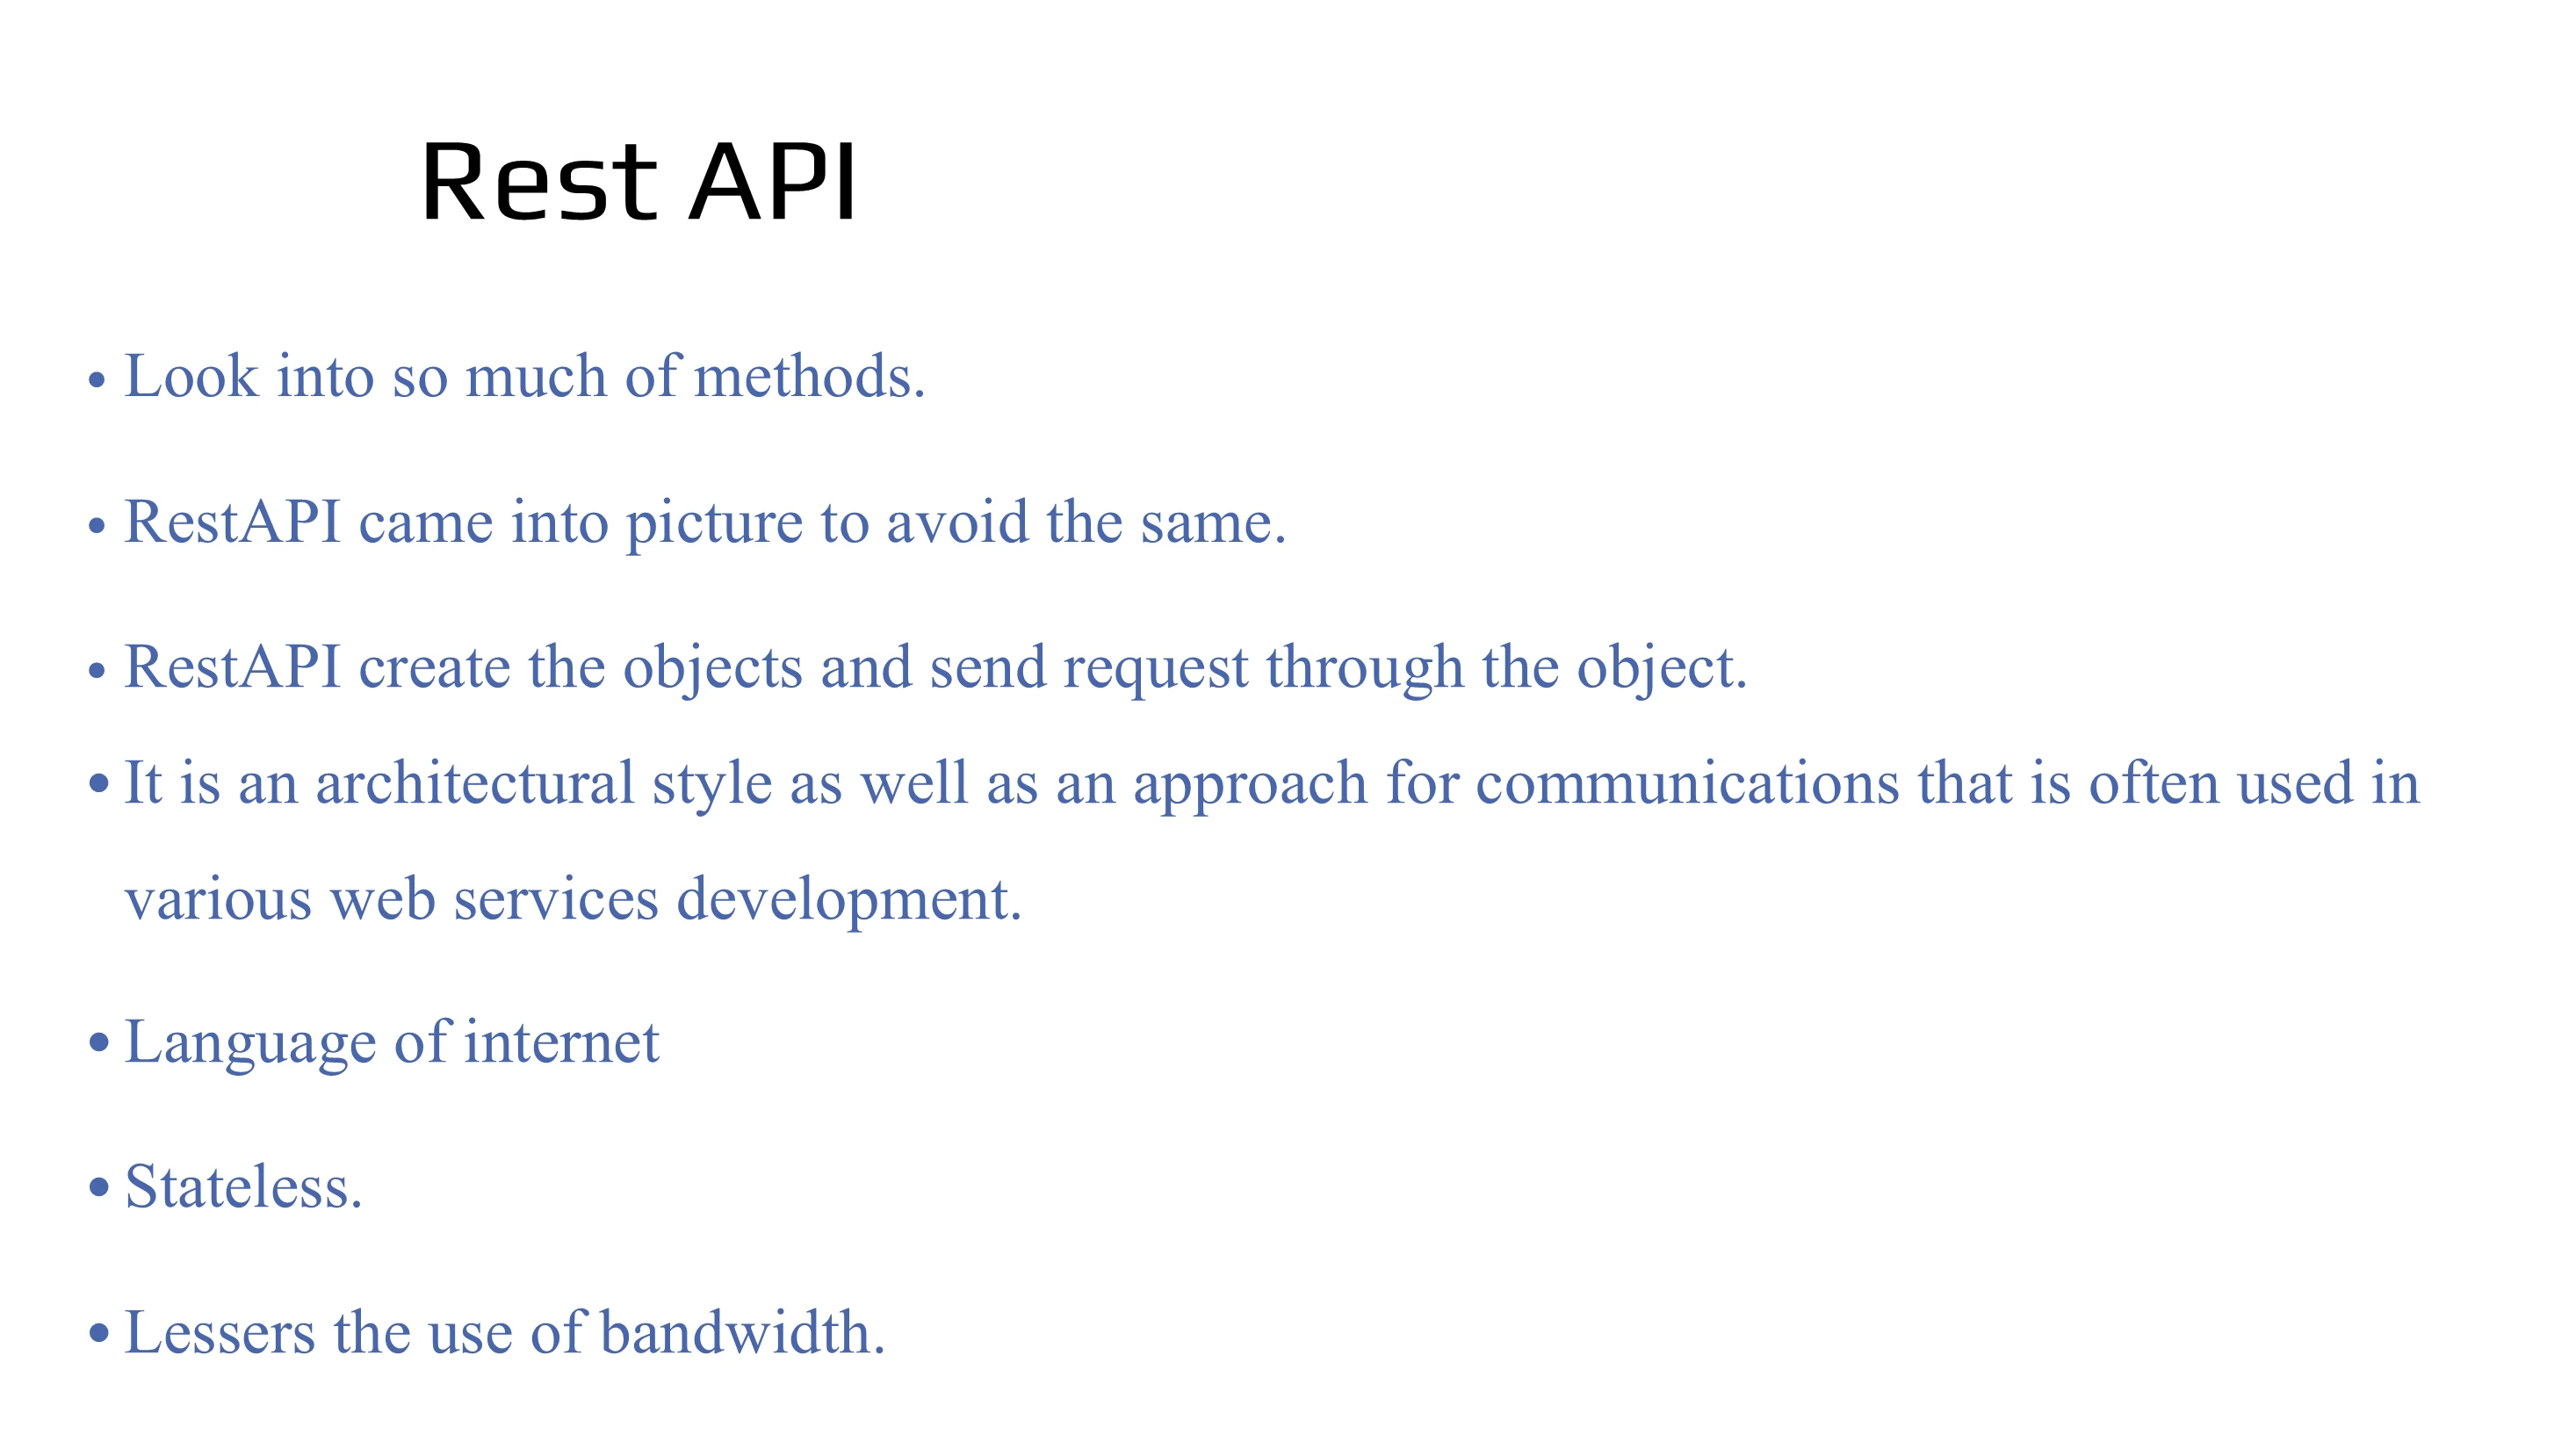 Rest API
• Look into so much of methods.
• RestAPI came into picture to avoid the same.
• RestAPI create the objects and send request through the object.
• It is an architectural style as well as an approach for communications that is often used in
various web services development.
• Language of internet
• Stateless.
• Lessers the use of bandwidth.